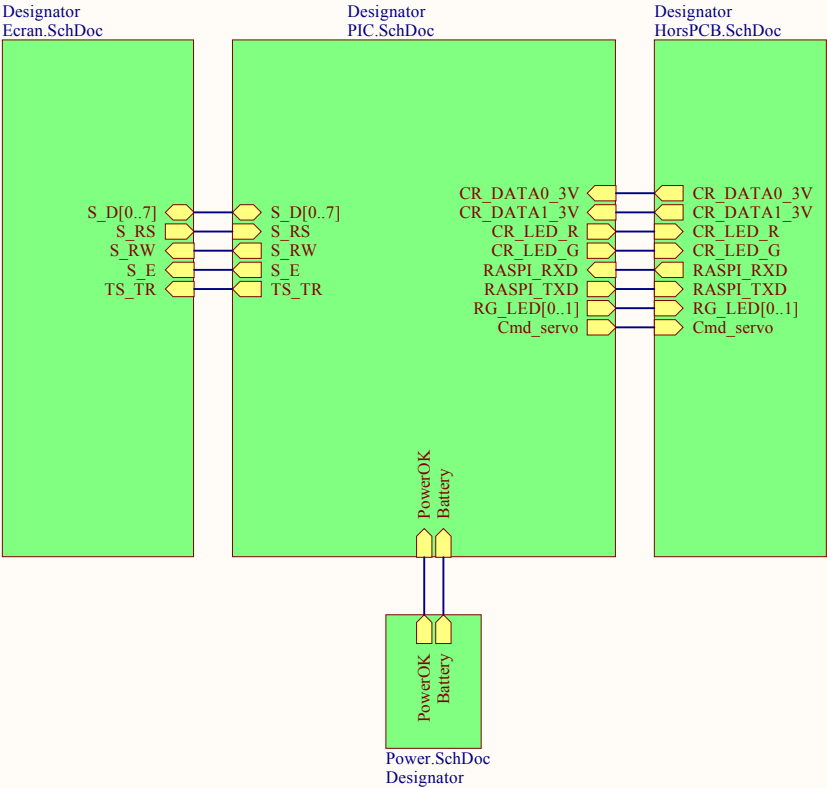 Designator
Ecran.SchDoc
Designator
PIC.SchDoc
Designator
HorsPCB.SchDoc
S_D[0..7]
S_RS
S_RW
S_E
TS_TR
S_D[0..7]
S_RS
S_RW
S_E
TS_TR
CR_DATA0_3V
CR_DATA1_3V
CR_LED_R
CR_LED_G
RASPI_RXD
RASPI_TXD
RG_LED[0..1]
Cmd_servo
CR_DATA0_3V
CR_DATA1_3V
CR_LED_R
CR_LED_G
RASPI_RXD
RASPI_TXD
RG_LED[0..1]
Cmd_servo
PowerOK
Battery
PowerOK
Battery
Power.SchDoc
Designator